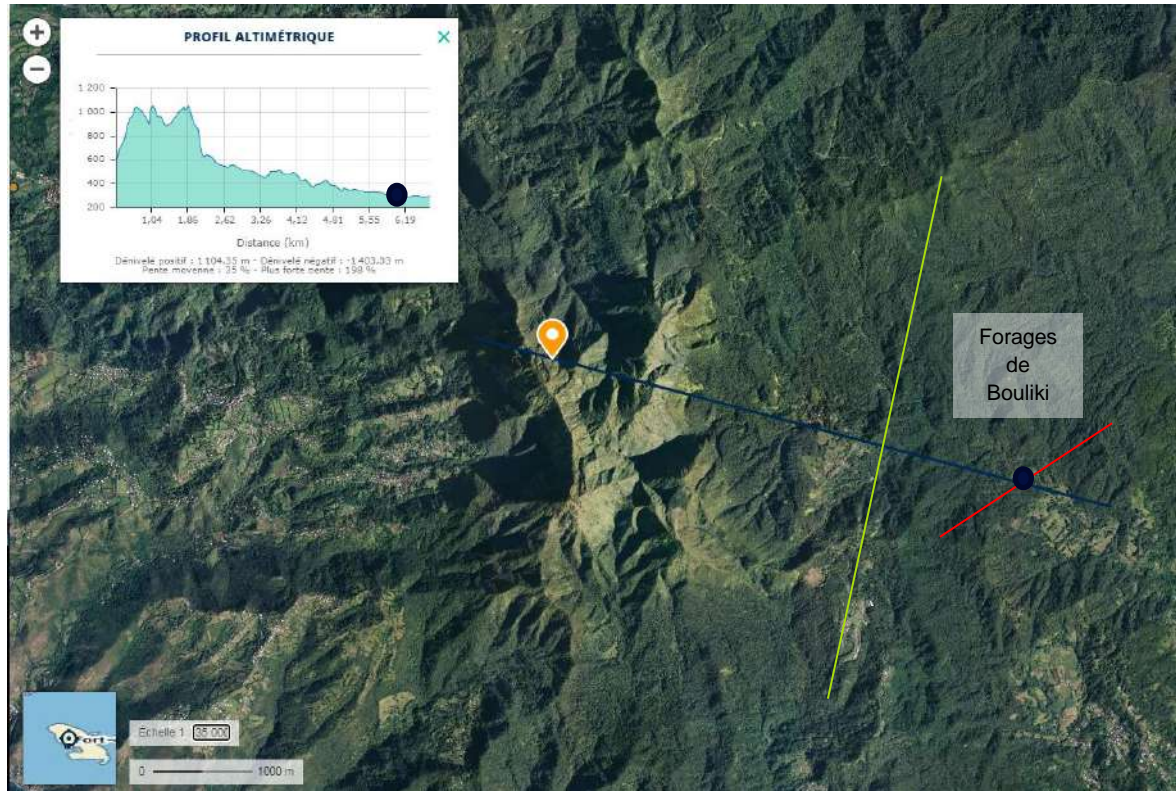 +
−
PROFIL ALTIMÉTRIQUE
×
1 200
1 000
800
600
400
200
1,04 1,86 2,62 3,26 4,12 4,81 5,55 6,19
Distance (km)
Dénivelé positif : 1 104,35 m - Dénivelé négatif : -1 403,33 m
Pente moyenne : 35 % - Plus forte pente : 198 %
Forages
de
Bouliki
Échelle 1 : 35 000
0 1000 m